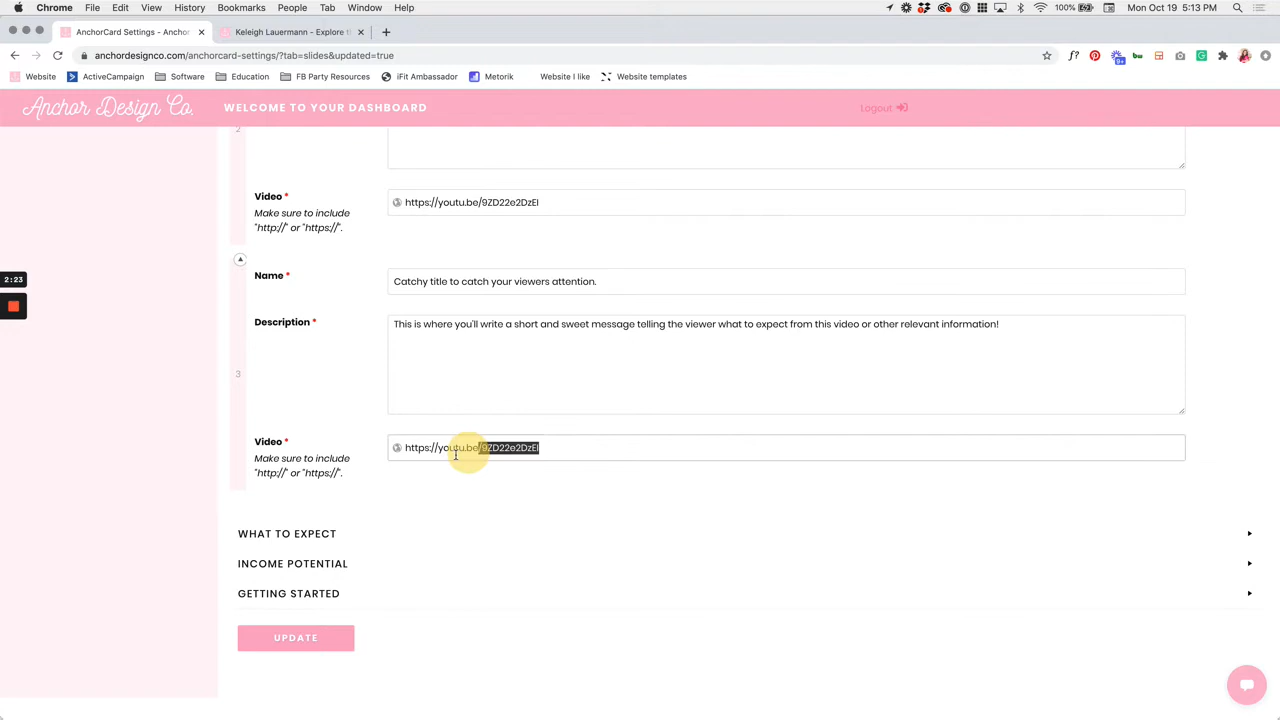 Chrome File Edit View History Bookmarks People Tab Window Help 100% Mon Oct 19 5:13 PM
AnchorCard Settings - Anchor Keleigh Lauermann - Explore t
anchordesignco.com/anchorcard-settings/?tab=slides&updated=true
Website ActiveCampaign Software Education FB Party Resources iFit Ambassador Metorik Website I like Website templates
Anchor Design Co. WELCOME TO YOUR DASHBOARD Logout
2
Video *
https://youtu.be/9ZD22e2DzEI
Make sure to include
"http://" or "https://".
2:23
Name *
Catchy title to catch your viewers attention.
Description *
This is where you'll write a short and sweet message telling the viewer what to expect from this video or other relevant information!
3
Video *
https://youtu.be/9ZD22e2DzEI
Make sure to include
"http://" or "https://".
WHAT TO EXPECT
INCOME POTENTIAL
GETTING STARTED
UPDATE